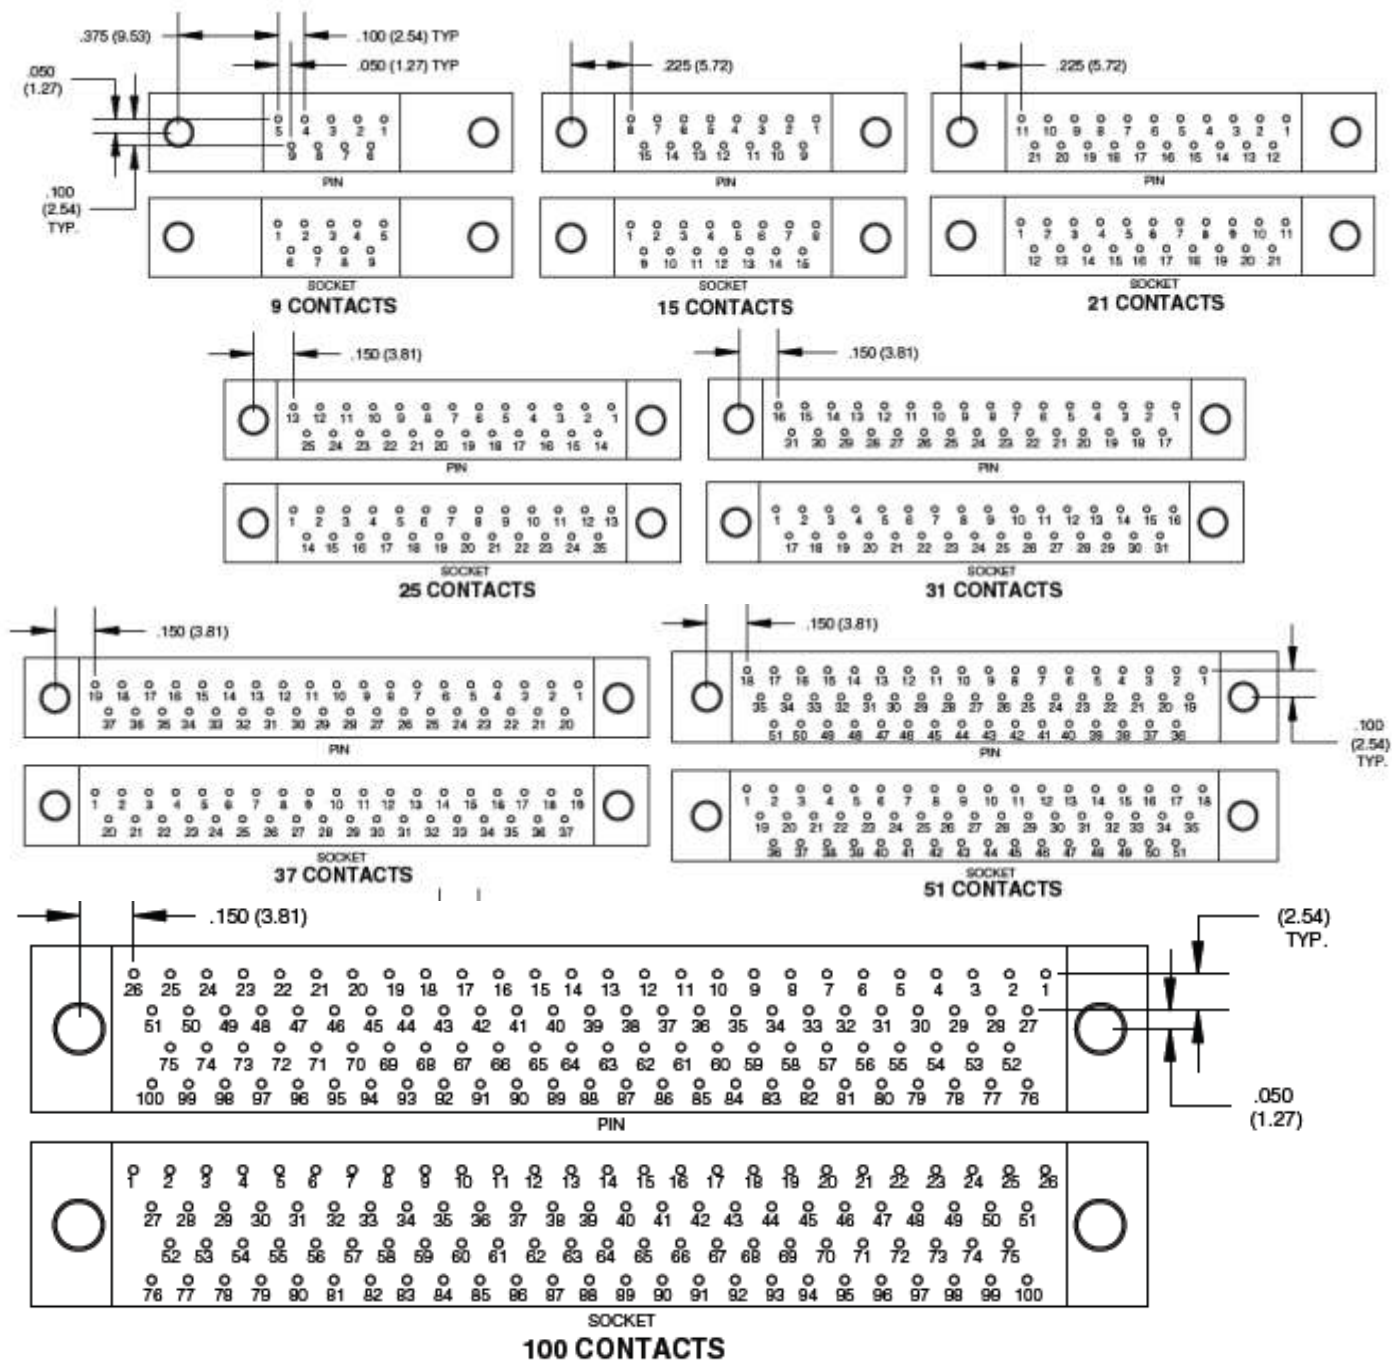 .375 (9.53) .100 (2.54) TYP
.050 (1.27) TYP
.050
(1.27)
.100
(2.54)
TYP.
5 4 3 2 1
9 8 7 6
PIN
1 2 3 4 5
6 7 8 9
SOCKET
9 CONTACTS
.225 (5.72)
8 7 6 5 4 3 2 1
15 14 13 12 11 10 9
PIN
1 2 3 4 5 6 7 8
9 10 11 12 13 14 15
SOCKET
15 CONTACTS
.225 (5.72)
11 10 9 8 7 6 5 4 3 2 1
21 20 19 18 17 16 15 14 13 12
PIN
1 2 3 4 5 6 7 8 9 10 11
12 13 14 15 16 17 18 19 20 21
SOCKET
21 CONTACTS
.150 (3.81)
13 12 11 10 9 8 7 6 5 4 3 2 1
25 24 23 22 21 20 19 18 17 16 15 14
PIN
1 2 3 4 5 6 7 8 9 10 11 12 13
14 15 16 17 18 19 20 21 22 23 24 25
SOCKET
25 CONTACTS
.150 (3.81)
16 15 14 13 12 11 10 9 8 7 6 5 4 3 2 1
31 30 29 28 27 26 25 24 23 22 21 20 19 18 17
PIN
1 2 3 4 5 6 7 8 9 10 11 12 13 14 15 16
17 18 19 20 21 22 23 24 25 26 27 28 29 30 31
SOCKET
31 CONTACTS
.150 (3.81)
19 18 17 16 15 14 13 12 11 10 9 8 7 6 5 4 3 2 1
37 36 35 34 33 32 31 30 29 28 27 26 25 24 23 22 21 20
PIN
1 2 3 4 5 6 7 8 9 10 11 12 13 14 15 16 17 18 19
20 21 22 23 24 25 26 27 28 29 30 31 32 33 34 35 36 37
SOCKET
37 CONTACTS
.150 (3.81)
18 17 16 15 14 13 12 11 10 9 8 7 6 5 4 3 2 1
35 34 33 32 31 30 29 28 27 26 25 24 23 22 21 20 19
51 50 49 48 47 46 45 44 43 42 41 40 39 38 37 36
PIN
.100
(2.54)
TYP.
1 2 3 4 5 6 7 8 9 10 11 12 13 14 15 16 17 18
19 20 21 22 23 24 25 26 27 28 29 30 31 32 33 34 35
36 37 38 39 40 41 42 43 44 45 46 47 48 49 50 51
SOCKET
51 CONTACTS
.150 (3.81)
(2.54)
TYP.
26 25 24 23 22 21 20 19 18 17 16 15 14 13 12 11 10 9 8 7 6 5 4 3 2 1
51 50 49 48 47 46 45 44 43 42 41 40 39 38 37 36 35 34 33 32 31 30 29 28 27
75 74 73 72 71 70 69 68 67 66 65 64 63 62 61 60 59 58 57 56 55 54 53 52
100 99 98 97 96 95 94 93 92 91 90 89 88 87 86 85 84 83 82 81 80 79 78 77 76
.050
(1.27)
PIN
1 2 3 4 5 6 7 8 9 10 11 12 13 14 15 16 17 18 19 20 21 22 23 24 25 26
27 28 29 30 31 32 33 34 35 36 37 38 39 40 41 42 43 44 45 46 47 48 49 50 51
52 53 54 55 56 57 58 59 60 61 62 63 64 65 66 67 68 69 70 71 72 73 74 75
76 77 78 79 80 81 82 83 84 85 86 87 88 89 90 91 92 93 94 95 96 97 98 99 100
SOCKET
100 CONTACTS